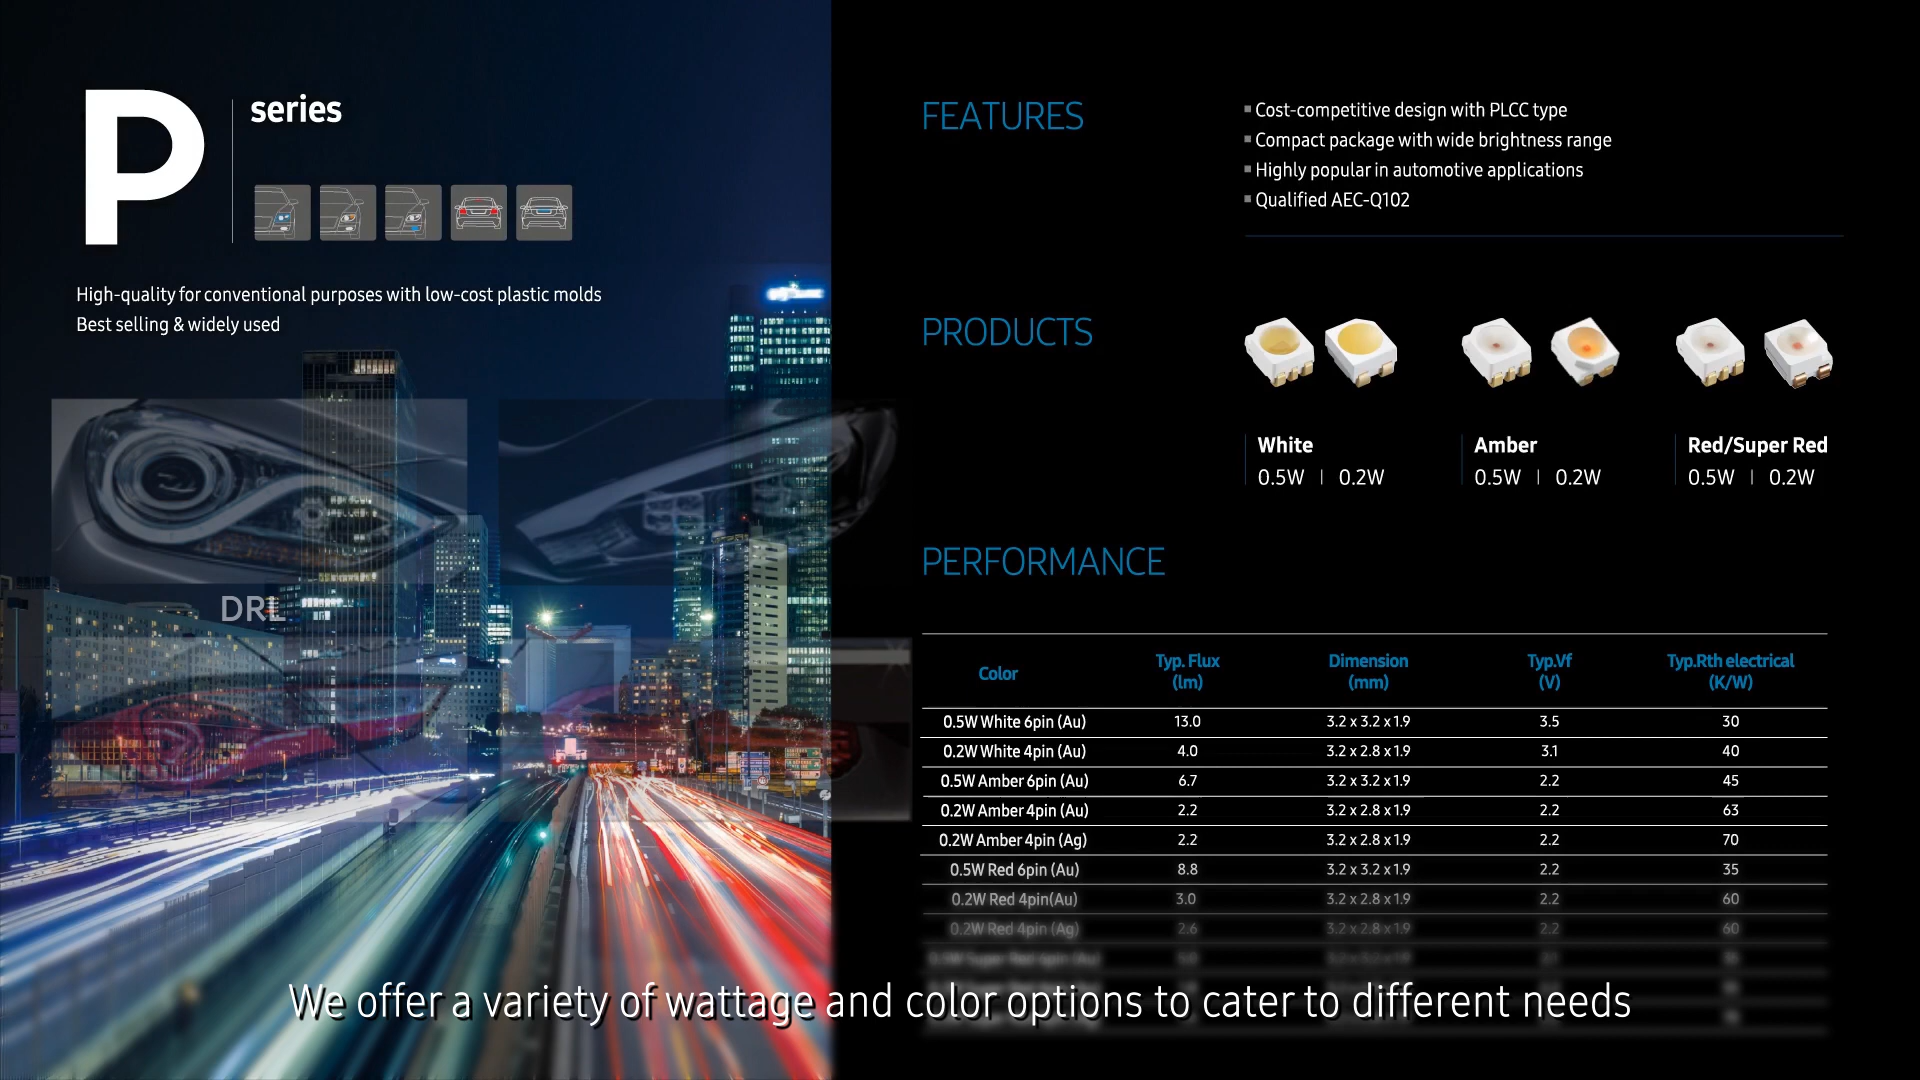 P series
High-quality for conventional purposes with low-cost plastic molds
Best selling & widely used
DRL
FEATURES
Cost-competitive design with PLCC type
Compact package with wide brightness range
Highly popular in automotive applications
Qualified AEC-Q102
PRODUCTS
White
0.5W | 0.2W
Amber
0.5W | 0.2W
Red/Super Red
0.5W | 0.2W
PERFORMANCE
Color Typ. Flux (lm) Dimension (mm) Typ.Vf (V) Typ.Rth electrical (K/W)
0.5W White 6pin (Au) 13.0 3.2 x 3.2 x 1.9 3.5 30
0.2W White 4pin (Au) 4.0 3.2 x 2.8 x 1.9 3.1 40
0.5W Amber 6pin (Au) 6.7 3.2 x 3.2 x 1.9 2.2 45
0.2W Amber 4pin (Au) 2.2 3.2 x 2.8 x 1.9 2.2 63
0.2W Amber 4pin (Ag) 2.2 3.2 x 2.8 x 1.9 2.2 70
0.5W Red 6pin (Au) 8.8 3.2 x 3.2 x 1.9 2.2 35
0.2W Red 4pin(Au) 3.0 3.2 x 2.8 x 1.9 2.2 60
0.2W Red 4pin (Ag) 2.6 3.2 x 2.8 x 1.9 2.2 60
We offer a variety of wattage and color options to cater to different needs